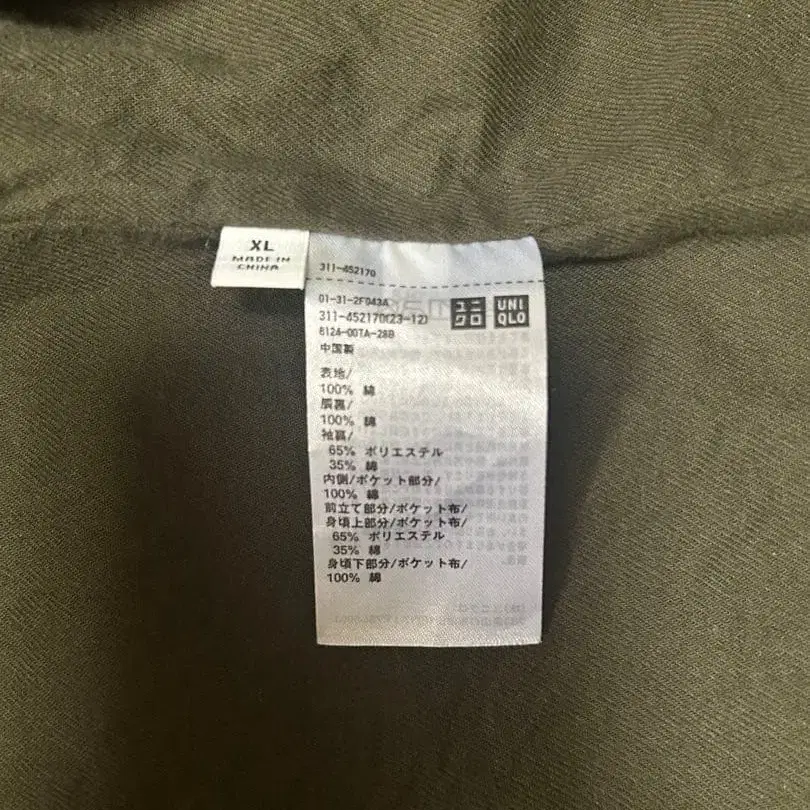 XL
MADE IN
CHINA
311-452170
01-31-2F043A
311-452170(23-12)
612A-007A-28B
ユニ
クロ
UNI
QLO
中国製
表地/
100% 綿
胴裏/
100% 綿
袖裏/
65% ポリエステル
35% 綿
内側/ポケット部分/
100% 綿
前立て部分/ポケット布/
身頃上部分/ポケット布/
65% ポリエステル
35% 綿
身頃下部分/ポケット布/
100% 綿